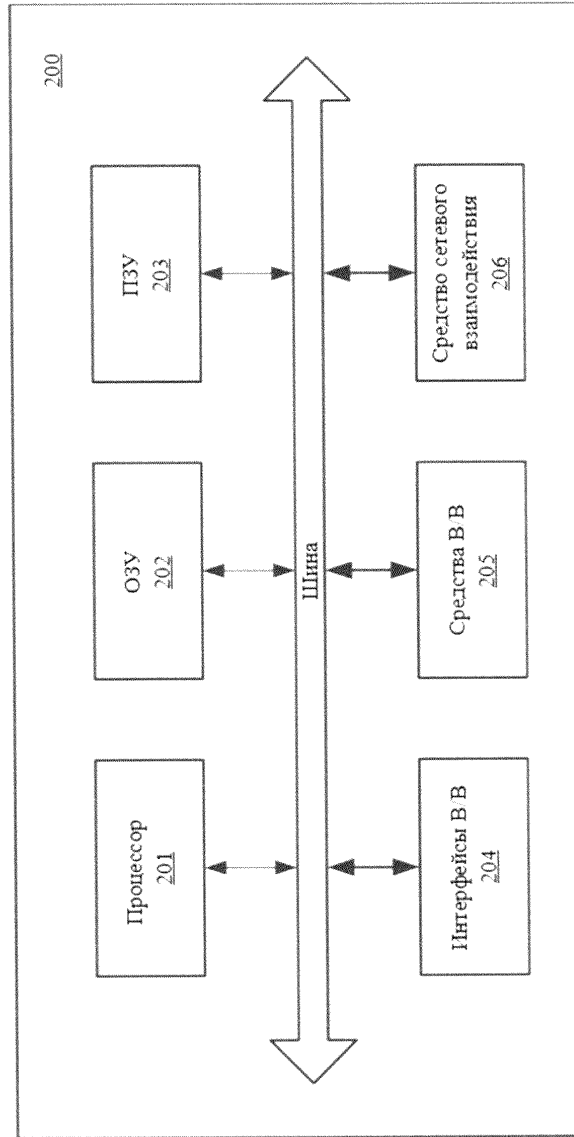 200
Процессор
201
ОЗУ
202
ПЗУ
203
Шина
Интерфейсы В/В
204
Средства В/В
205
Средство сетевого
взаимодействия
206